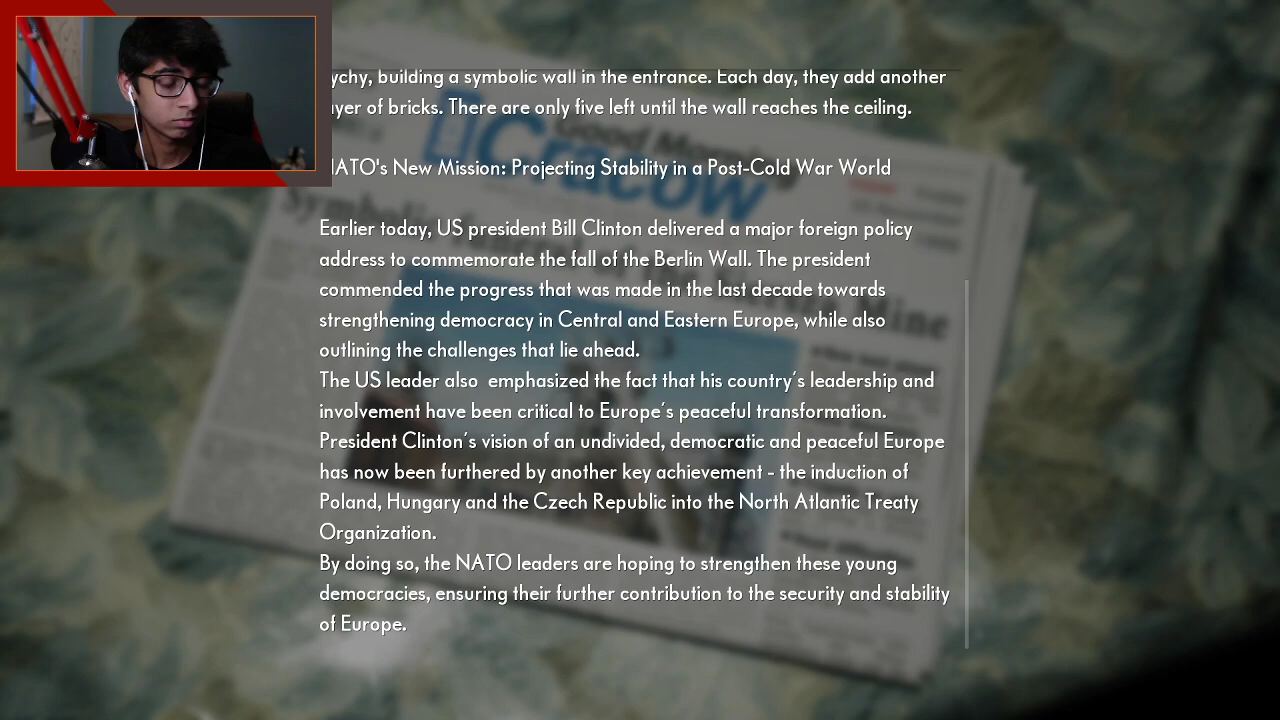 ychy, building a symbolic wall in the entrance. Each day, they add another
ayer of bricks. There are only five left until the wall reaches the ceiling.
NATO's New Mission: Projecting Stability in a Post-Cold War World
Earlier today, US president Bill Clinton delivered a major foreign policy
address to commemorate the fall of the Berlin Wall. The president
commended the progress that was made in the last decade towards
strengthening democracy in Central and Eastern Europe, while also
outlining the challenges that lie ahead.
The US leader also  emphasized the fact that his country´s leadership and
involvement have been critical to Europe´s peaceful transformation.
President Clinton´s vision of an undivided, democratic and peaceful Europe
has now been furthered by another key achievement - the induction of
Poland, Hungary and the Czech Republic into the North Atlantic Treaty
Organization.
By doing so, the NATO leaders are hoping to strengthen these young
democracies, ensuring their further contribution to the security and stability
of Europe.
Good Morning
Cracow